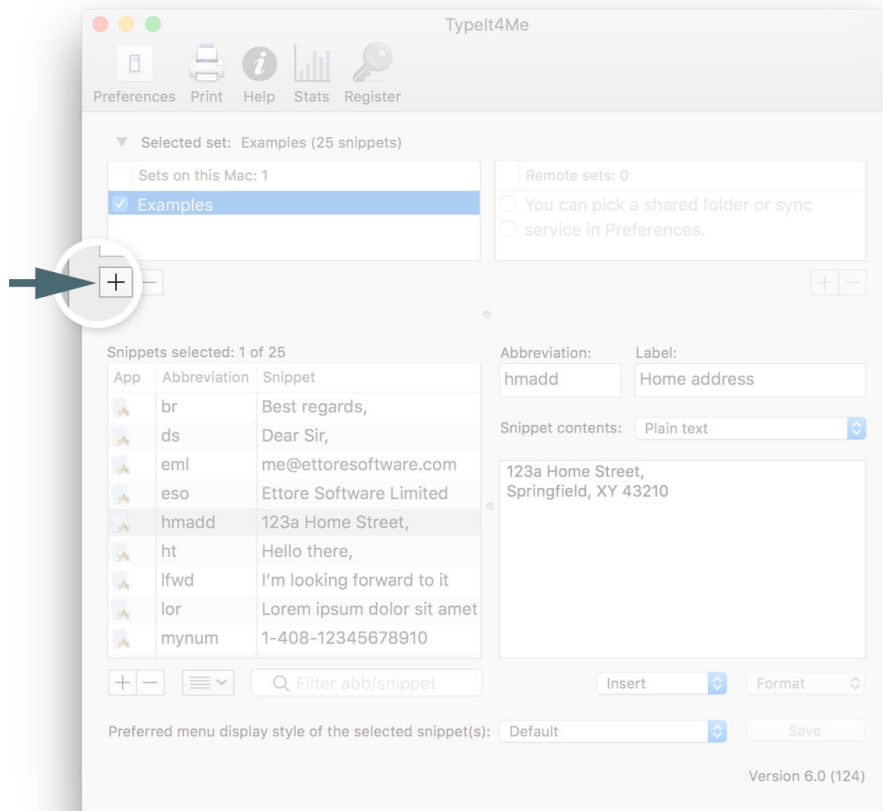 TypeIt4Me
Preferences Print Help Stats Register
Selected set: Examples (25 snippets)
Sets on this Mac: 1
Remote sets: 0
Examples
You can pick a shared folder or sync
service in Preferences.
Snippets selected: 1 of 25
Abbreviation: Label:
App Abbreviation Snippet
hmadd Home address
br Best regards,
ds Dear Sir,
Snippet contents: Plain text
eml me@ettoresoftware.com
eso Ettore Software Limited
hmadd 123a Home Street,
ht Hello there,
lfwd I'm looking forward to it
lor Lorem ipsum dolor sit amet
mynum 1-408-12345678910
123a Home Street,
Springfield, XY 43210
Filter abb/snippet
Insert Format
Preferred menu display style of the selected snippet(s): Default Save
Version 6.0 (124)